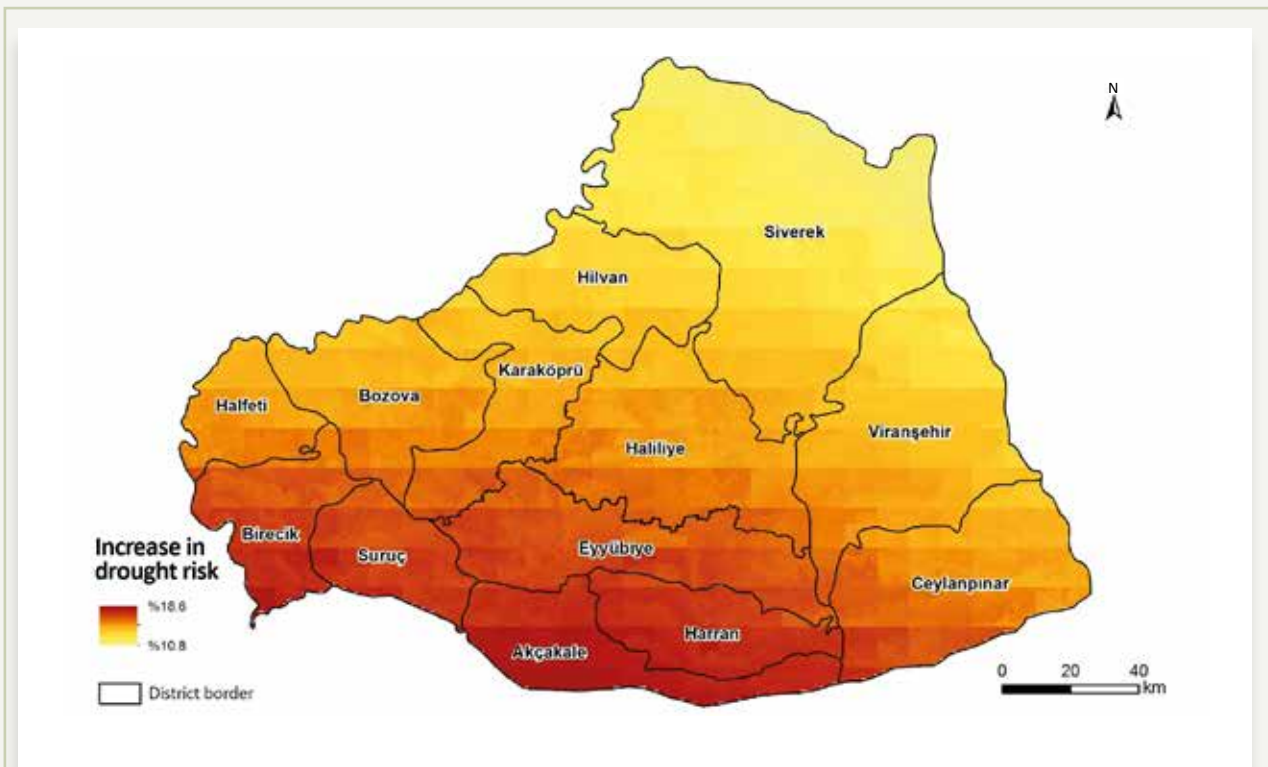 N
Siverek
Hilvan
Karaköprü
Bozova
Halfeti
Viranşehir
Haliliye
Birecik
Suruç
Eyyübiye
Ceylanpınar
Harran
Akçakale
Increase in
drought risk
%18.6
%10.8
District border
0 20 40
km